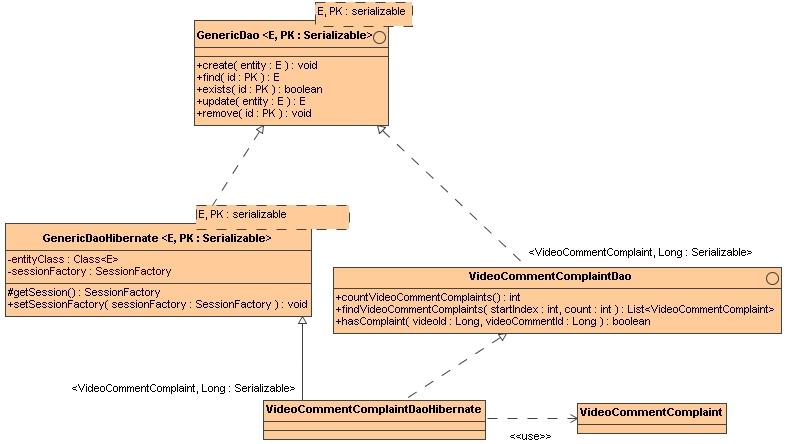 E, PK : serializable
GenericDao <E, PK : Serializable>
+create( entity : E ) : void
+find( id : PK ) : E
+exists( id : PK ) : boolean
+update( entity : E ) : E
+remove( id : PK ) : void
E, PK : serializable
GenericDaoHibernate <E, PK : Serializable>
-entityClass : Class<E>
-sessionFactory : SessionFactory
#getSession() : SessionFactory
+setSessionFactory( sessionFactory : SessionFactory ) : void
<VideoCommentComplaint, Long : Serializable>
VideoCommentComplaintDao
+countVideoCommentComplaints() : int
+findVideoCommentComplaints( startIndex : int, count : int ) : List<VideoCommentComplaint>
+hasComplaint( videoId : Long, videoCommentId : Long ) : boolean
<VideoCommentComplaint, Long : Serializable>
VideoCommentComplaintDaoHibernate
<<use>>
VideoCommentComplaint